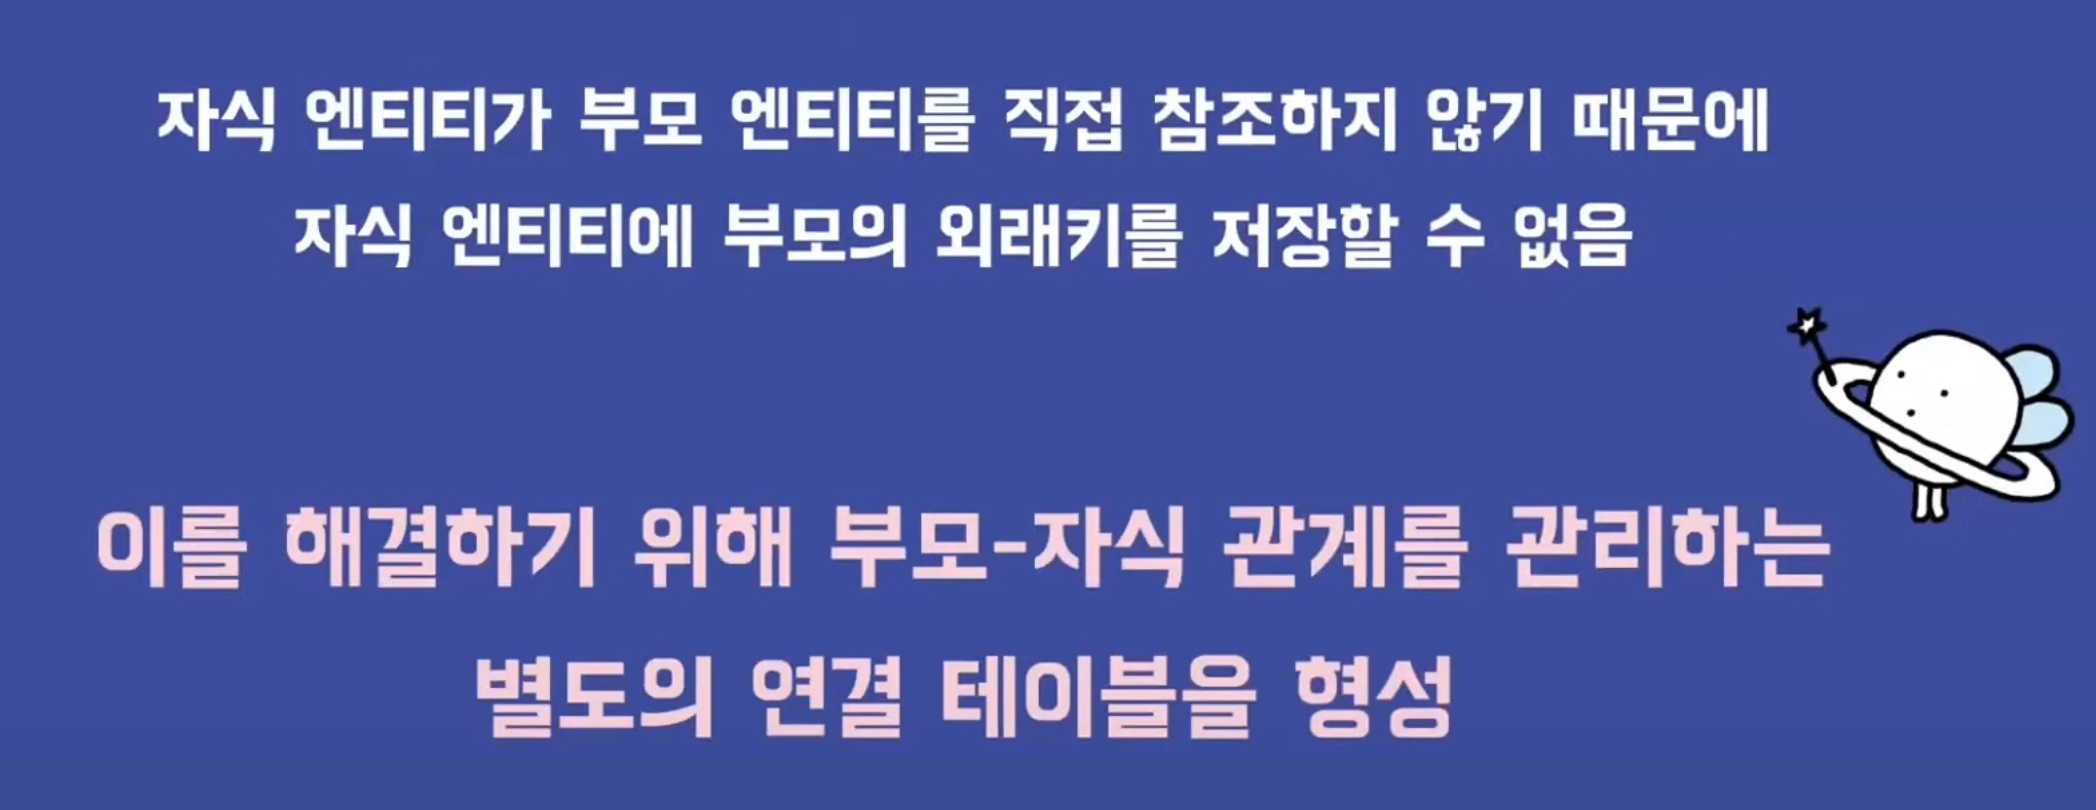 자식 엔티티가 부모 엔티티를 직접 참조하지 않기 때문에
자식 엔티티에 부모의 외래키를 저장할 수 없음
이를 해결하기 위해 부모-자식 관계를 관리하는
별도의 연결 테이블을 형성